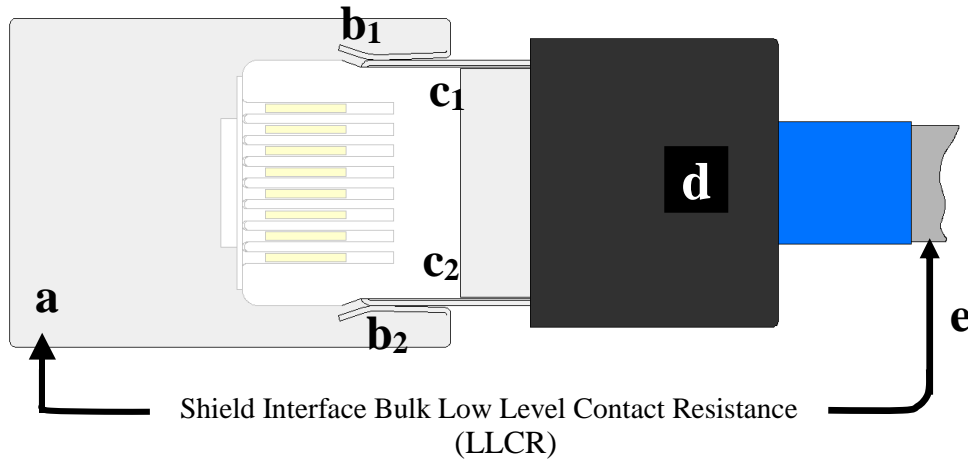 b₁
c₁
d
c₂
a
e
b₂
Shield Interface Bulk Low Level Contact Resistance
(LLCR)